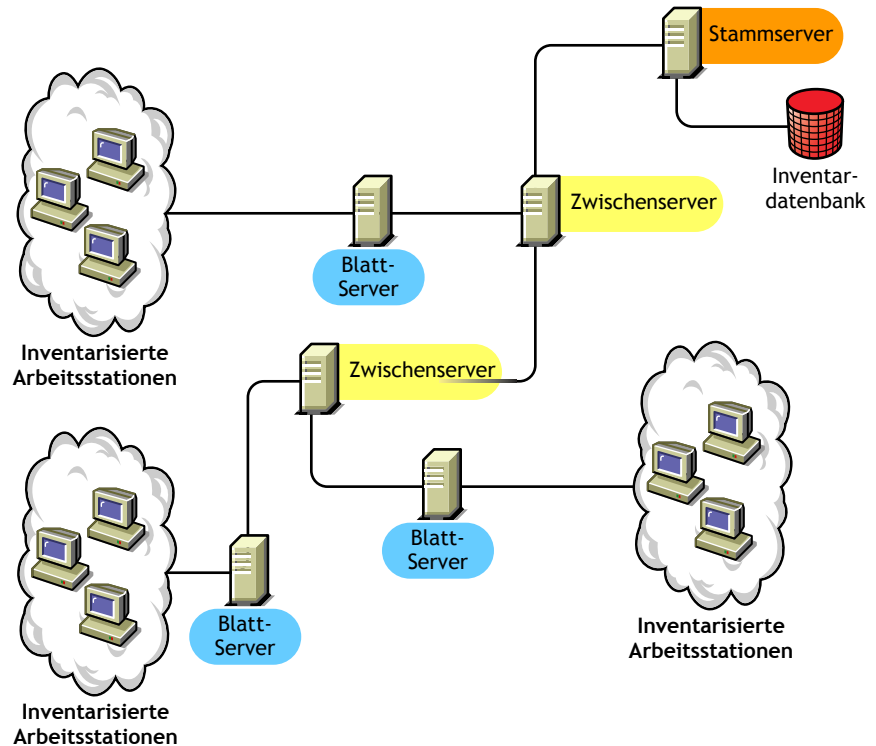 Stammserver
Inventar-
datenbank
Zwischenserver
Blatt-
Server
Inventarisierte
Arbeitsstationen
Zwischenserver
Blatt-
Server
Blatt-
Server
Inventarisierte
Arbeitsstationen
Inventarisierte
Arbeitsstationen